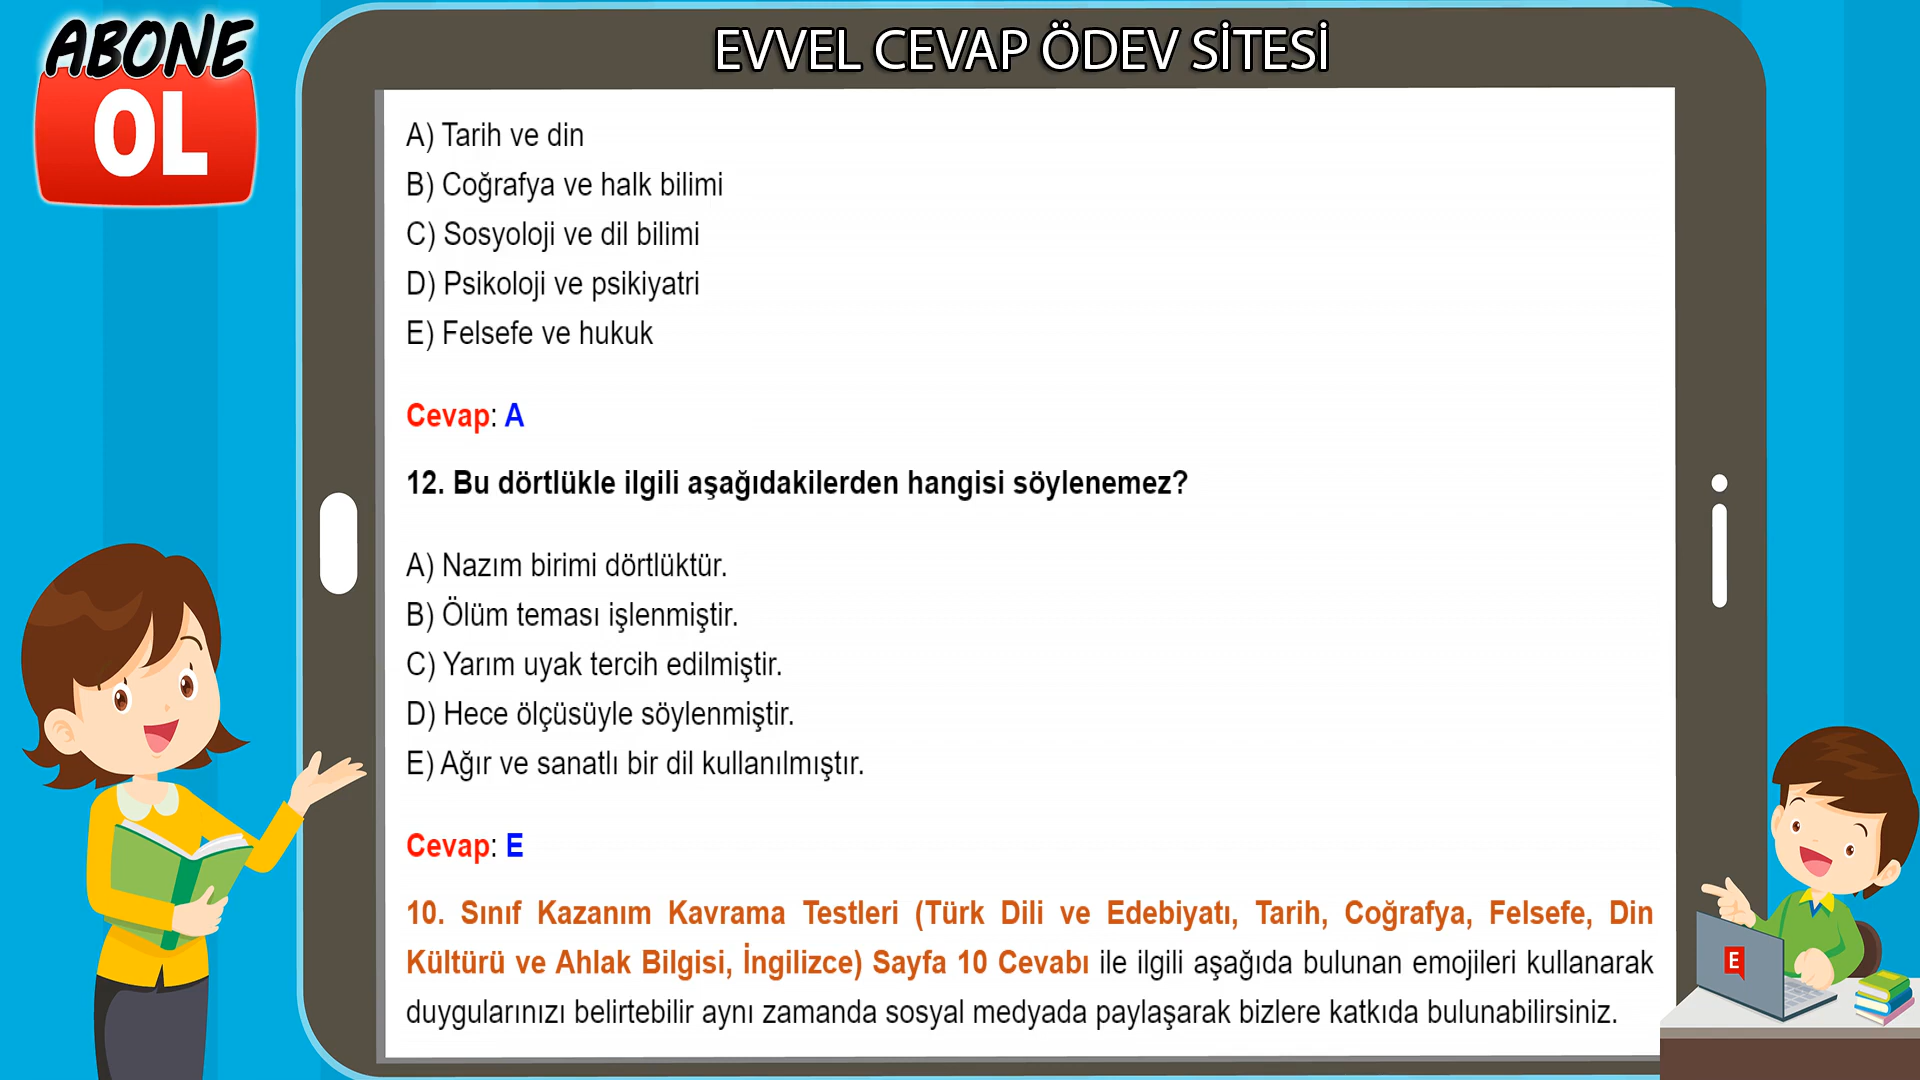 ABONE
OL
EVVEL CEVAP ÖDEV SİTESİ
A) Tarih ve din
B) Coğrafya ve halk bilimi
C) Sosyoloji ve dil bilimi
D) Psikoloji ve psikiyatri
E) Felsefe ve hukuk
Cevap: A
12. Bu dörtlükle ilgili aşağıdakilerden hangisi söylenemez?
A) Nazım birimi dörtlüktür.
B) Ölüm teması işlenmiştir.
C) Yarım uyak tercih edilmiştir.
D) Hece ölçüsüyle söylenmiştir.
E) Ağır ve sanatlı bir dil kullanılmıştır.
Cevap: E
10. Sınıf Kazanım Kavrama Testleri (Türk Dili ve Edebiyatı, Tarih, Coğrafya, Felsefe, Din
Kültürü ve Ahlak Bilgisi, İngilizce) Sayfa 10 Cevabı ile ilgili aşağıda bulunan emojileri kullanarak
duygularınızı belirtebilir aynı zamanda sosyal medyada paylaşarak bizlere katkıda bulunabilirsiniz.
E